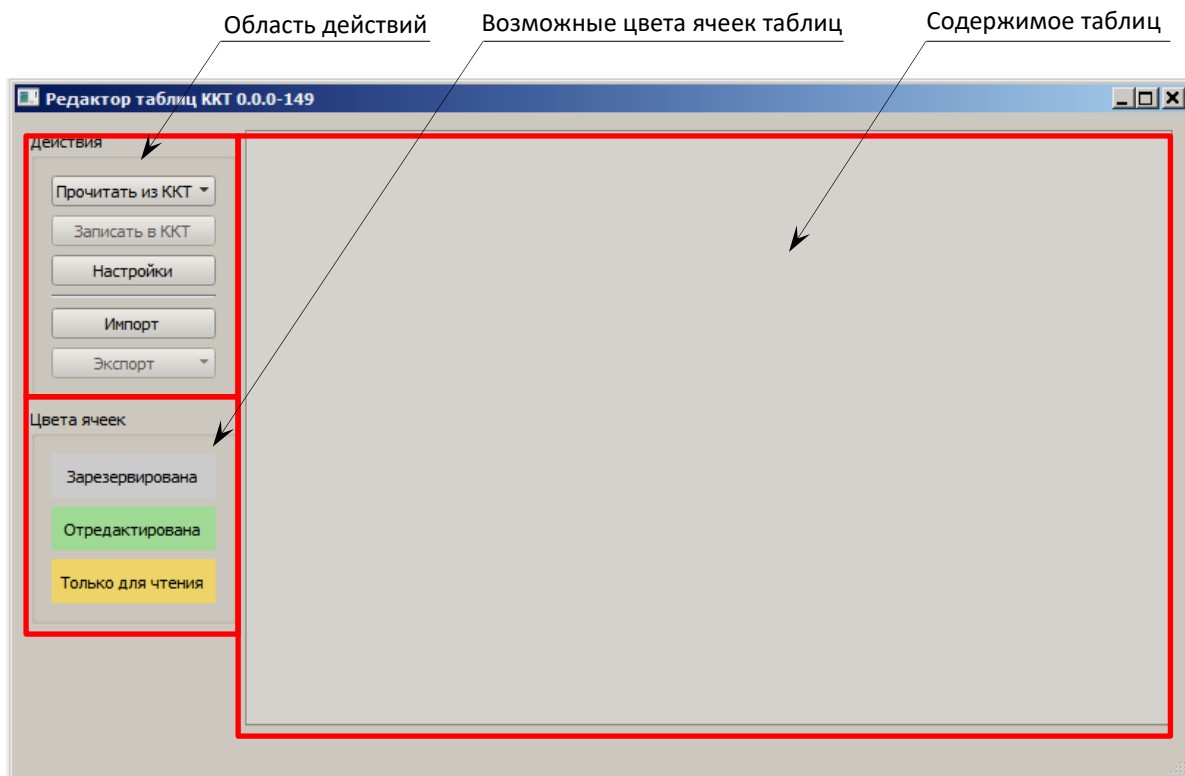 Область действий
Возможные цвета ячеек таблиц
Содержимое таблиц
Редактор таблиц ККТ 0.0.0-149
Действия
Прочитать из ККТ
Записать в ККТ
Настройки
Импорт
Экспорт
Цвета ячеек
Зарезервирована
Отредактирована
Только для чтения